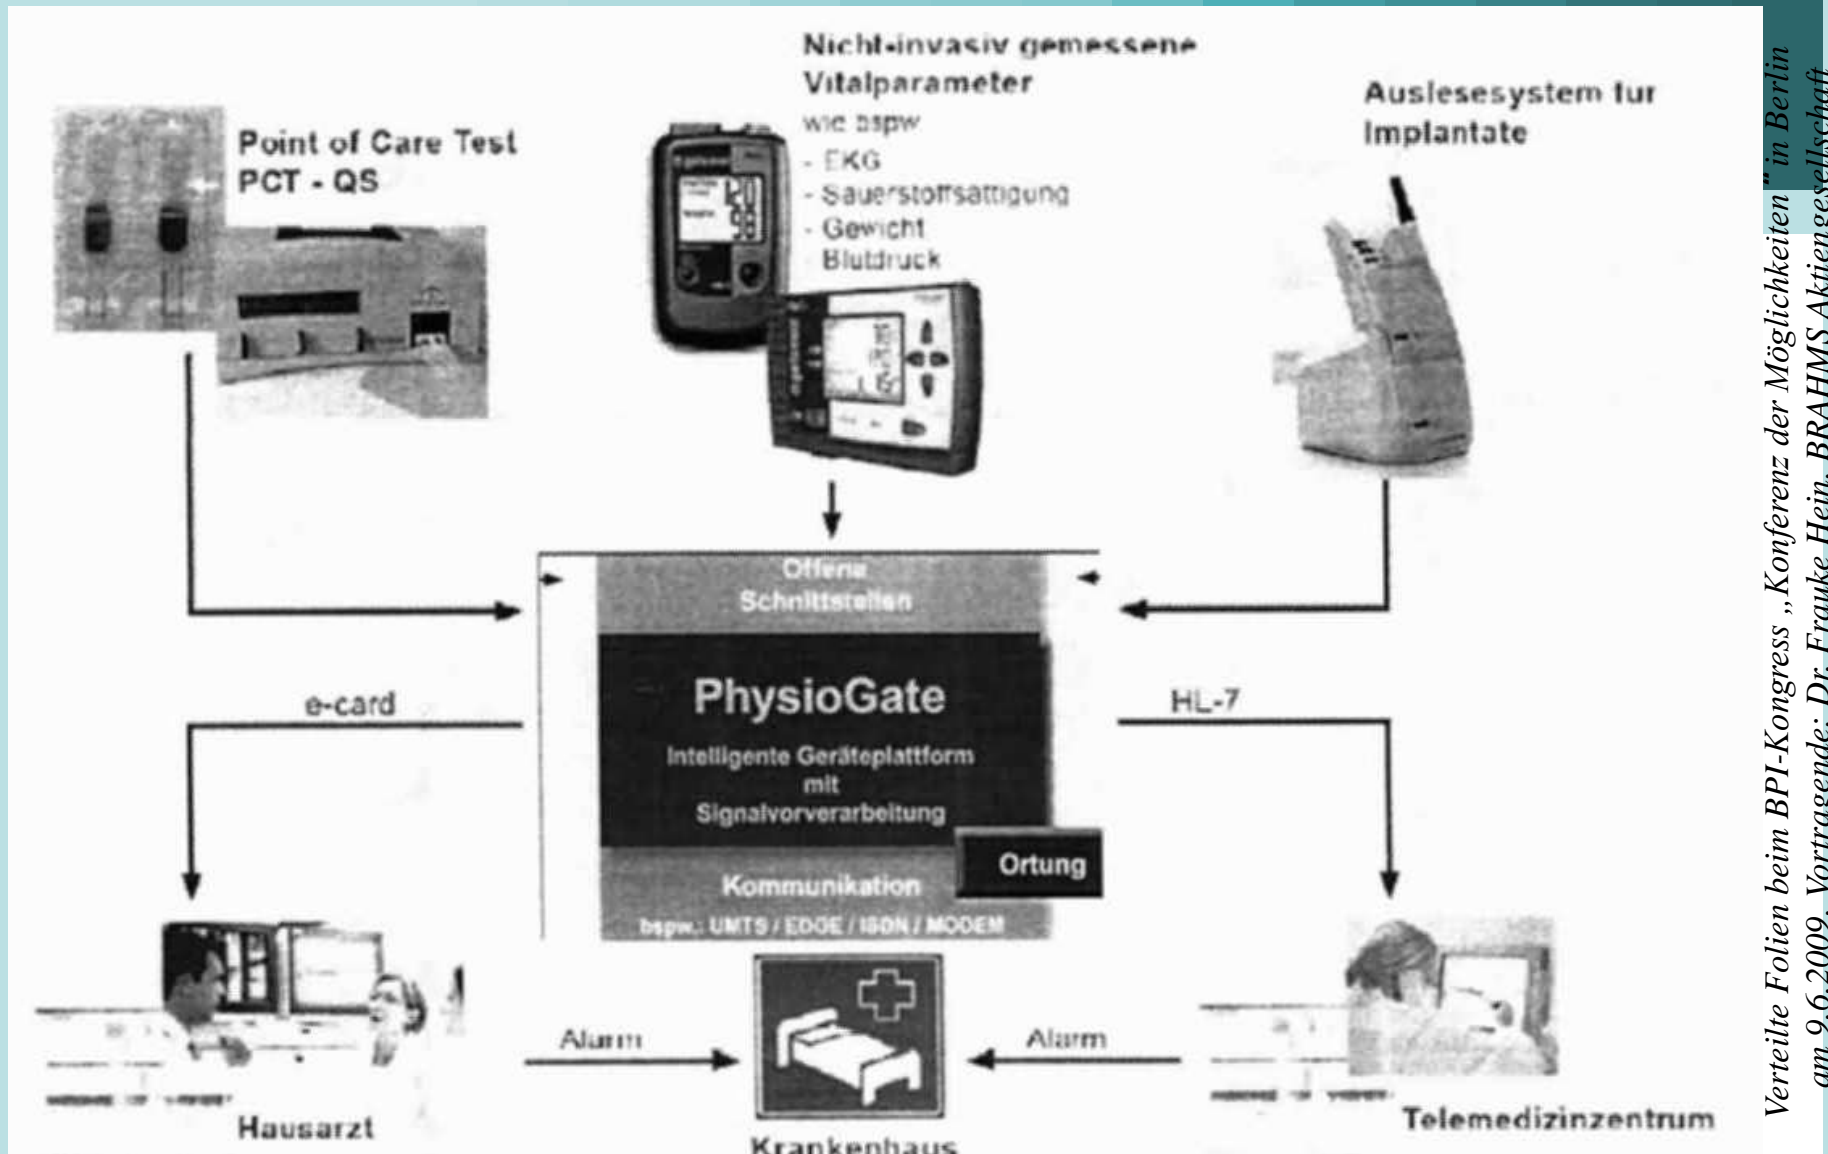 Nicht-invasiv gemessene
Vitalparameter
wie bspw
- EKG
- Sauerstoffsättigung
- Gewicht
Blutdruck
Auslesesystem fur
Implantate
Point of Care Test
PCT - QS
120
98
Offene
Schnittstellen
PhysioGate
Intelligente Geräteplattform
mit
Signalvorverarbeitung
Ortung
Kommunikation
bspw.: UMTS / EDGE / ISDN / MODEM
e-card
HL-7
Alarm
Alarm
Hausarzt
Krankenhaus
Telemedizinzentrum
Verteilte Folien beim BPI-Kongress „Konferenz der Möglichkeiten" in Berlin
am 9.6.2009, Vortragende: Dr. Frauke Hein, BRAHMS Aktiengesellschaft